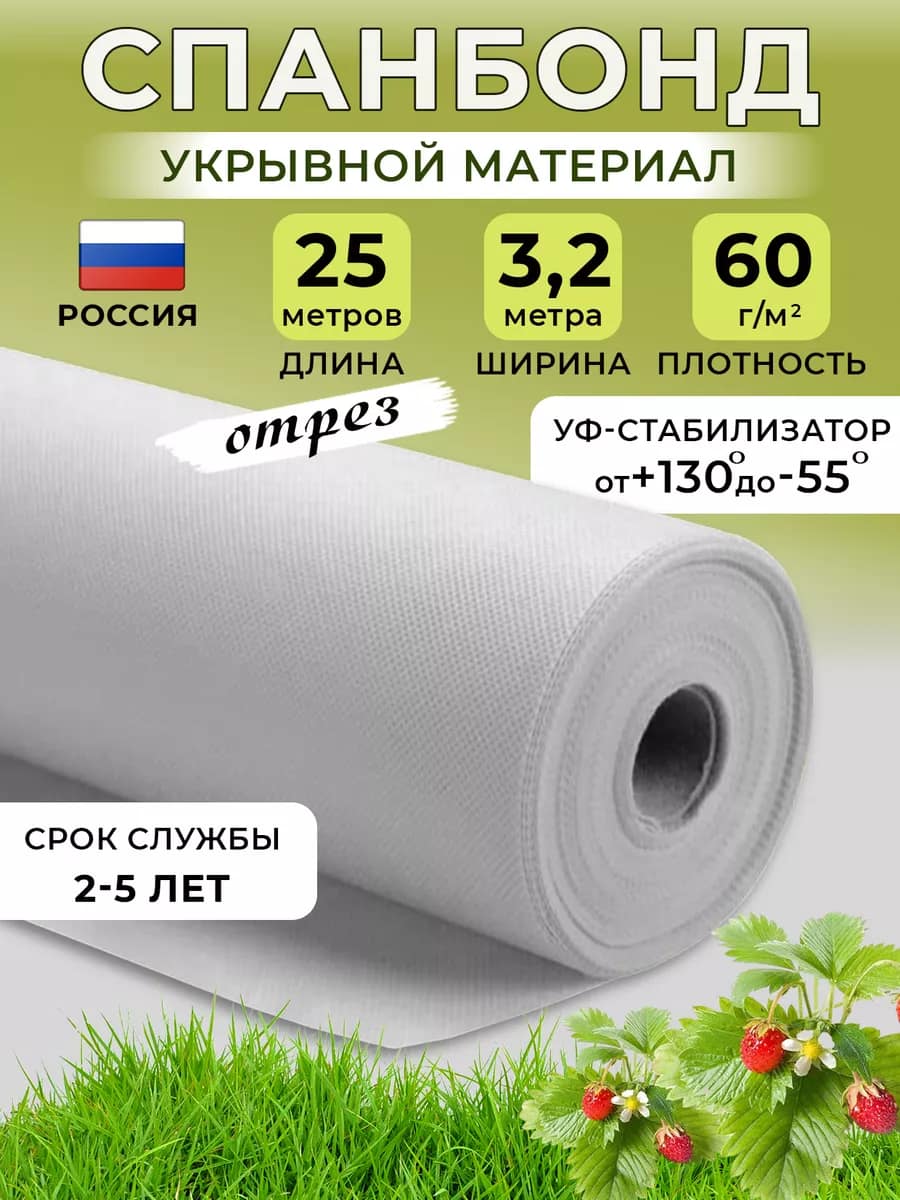 СПАНБОНД
УКРЫВНОЙ МАТЕРИАЛ
РОССИЯ
25
метров
ДЛИНА
3,2
метра
ШИРИНА
60
г/м²
ПЛОТНОСТЬ
отрез
УФ-СТАБИЛИЗАТОР
от+130°до-55°
СРОК СЛУЖБЫ
2-5 ЛЕТ